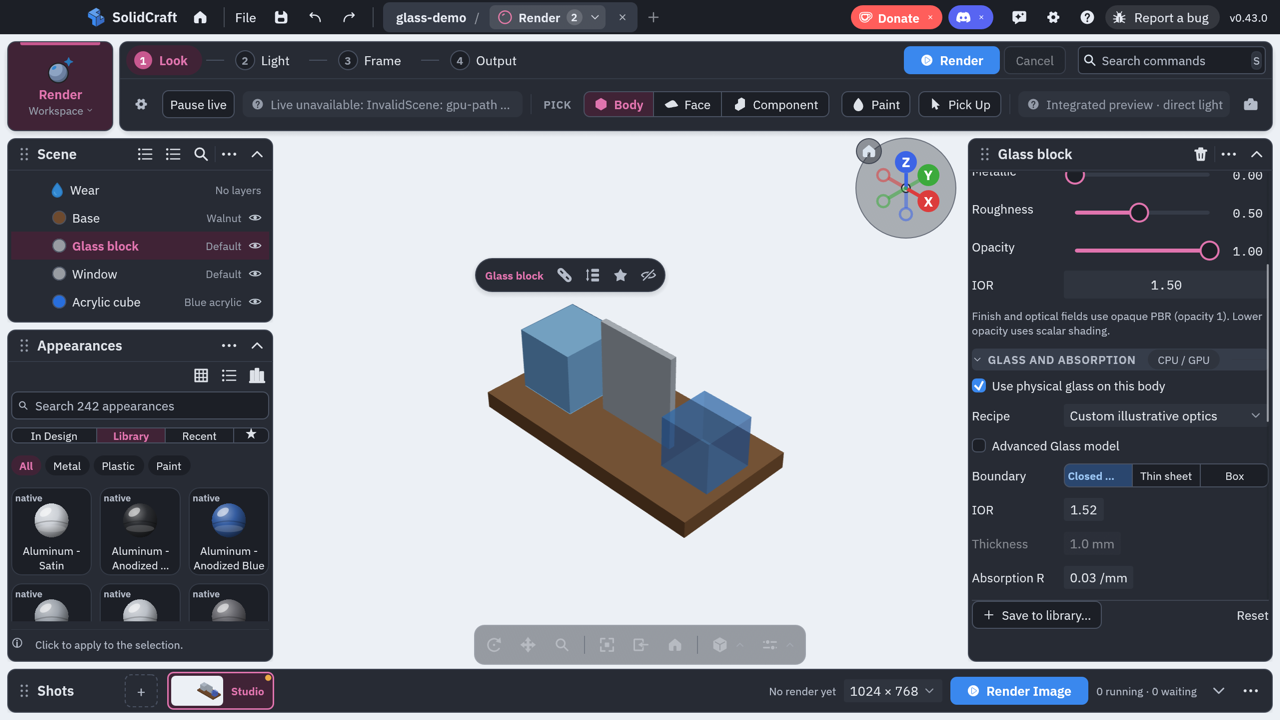 SolidCraft
File
glass-demo / Render 2
Donate
Report a bug
v0.43.0
Render
Workspace
1 Look
2 Light
3 Frame
4 Output
Render
Cancel
Search commands S
Pause live
Live unavailable: InvalidScene: gpu-path ...
PICK
Body
Face
Component
Paint
Pick Up
Integrated preview · direct light
Scene
Wear No layers
Base Walnut
Glass block Default
Window Default
Acrylic cube Blue acrylic
Appearances
Search 242 appearances
In Design Library Recent
All Metal Plastic Paint
native native native
Aluminum - Satin
Aluminum - Anodized ...
Aluminum - Anodized Blue
native native native
Click to apply to the selection.
Glass block
Z
Y
X
Glass block
Metallic 0.00
Roughness 0.50
Opacity 1.00
IOR 1.50
Finish and optical fields use opaque PBR (opacity 1). Lower
opacity uses scalar shading.
GLASS AND ABSORPTION CPU / GPU
Use physical glass on this body
Recipe Custom illustrative optics
Advanced Glass model
Boundary Closed ... Thin sheet Box
IOR 1.52
Thickness 1.0 mm
Absorption R 0.03 /mm
+ Save to library... Reset
Shots
+
Studio
No render yet
1024 × 768
Render Image
0 running · 0 waiting